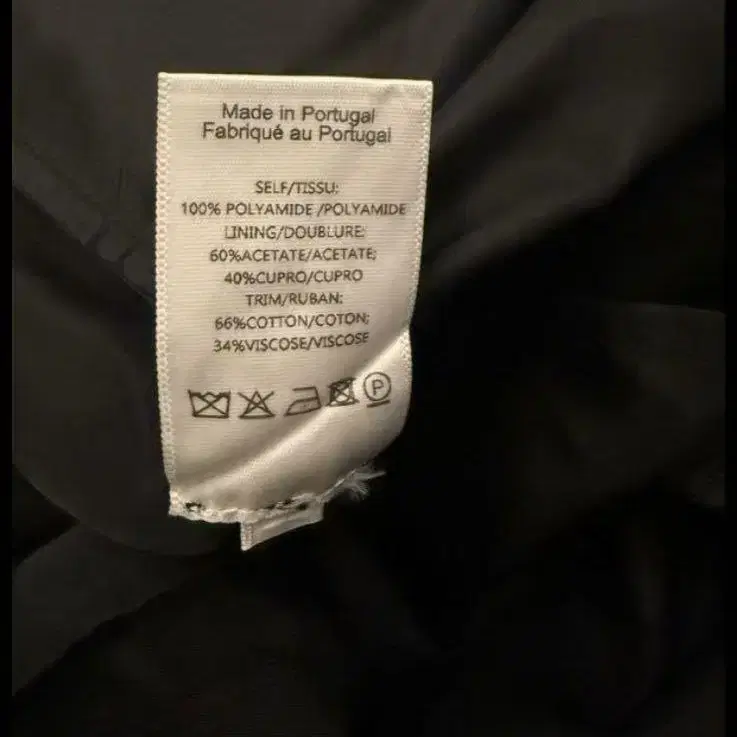 Made in Portugal
Fabriqué au Portugal
SELF/TISSU:
100% POLYAMIDE /POLYAMIDE
LINING/DOUBLURE:
60%ACETATE/ACETATE;
40%CUPRO/CUPRO
TRIM/RUBAN:
66%COTTON/COTON;
34%VISCOSE/VISCOSE
P